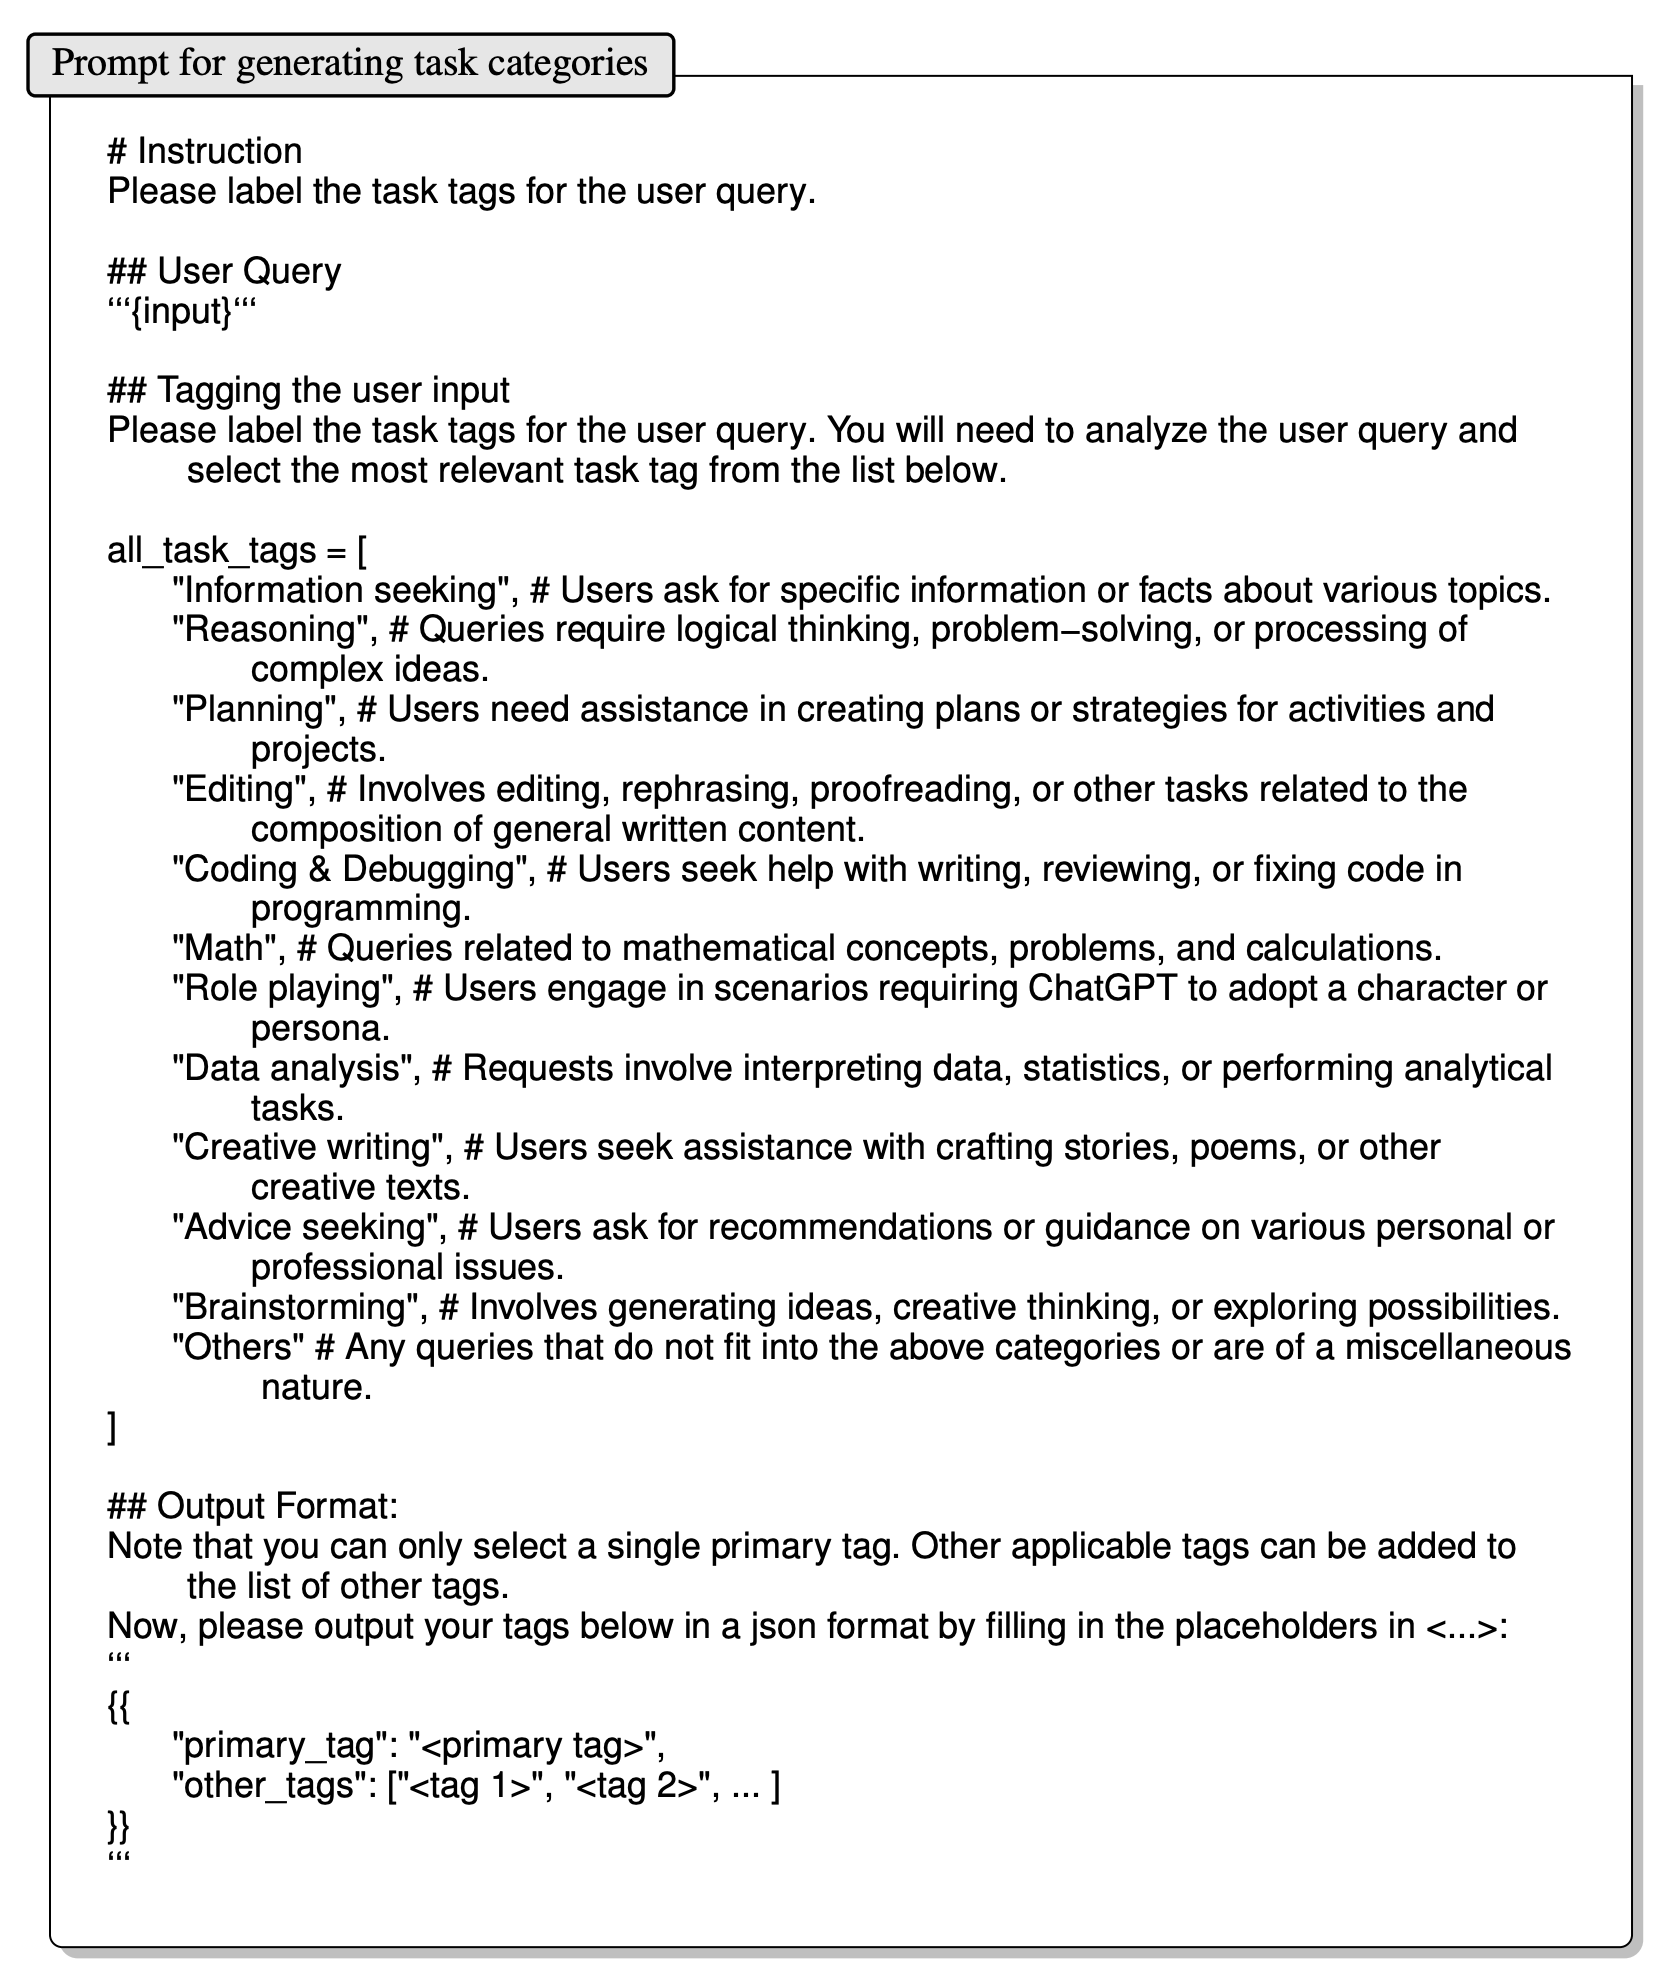 Prompt for generating task categories
# Instruction
Please label the task tags for the user query.
## User Query
‘‘‘{input}‘‘‘
## Tagging the user input
Please label the task tags for the user query. You will need to analyze the user query and
select the most relevant task tag from the list below.
all_task_tags = [
"Information seeking", # Users ask for specific information or facts about various topics.
"Reasoning", # Queries require logical thinking, problem−solving, or processing of
complex ideas.
"Planning", # Users need assistance in creating plans or strategies for activities and
projects.
"Editing", # Involves editing, rephrasing, proofreading, or other tasks related to the
composition of general written content.
"Coding & Debugging", # Users seek help with writing, reviewing, or fixing code in
programming.
"Math", # Queries related to mathematical concepts, problems, and calculations.
"Role playing", # Users engage in scenarios requiring ChatGPT to adopt a character or
persona.
"Data analysis", # Requests involve interpreting data, statistics, or performing analytical
tasks.
"Creative writing", # Users seek assistance with crafting stories, poems, or other
creative texts.
"Advice seeking", # Users ask for recommendations or guidance on various personal or
professional issues.
"Brainstorming", # Involves generating ideas, creative thinking, or exploring possibilities.
"Others" # Any queries that do not fit into the above categories or are of a miscellaneous
nature.
]
## Output Format:
Note that you can only select a single primary tag. Other applicable tags can be added to
the list of other tags.
Now, please output your tags below in a json format by filling in the placeholders in <...>:
‘‘‘
{{
"primary_tag": "<primary tag>",
"other_tags": ["<tag 1>", "<tag 2>", ... ]
}}
‘‘‘